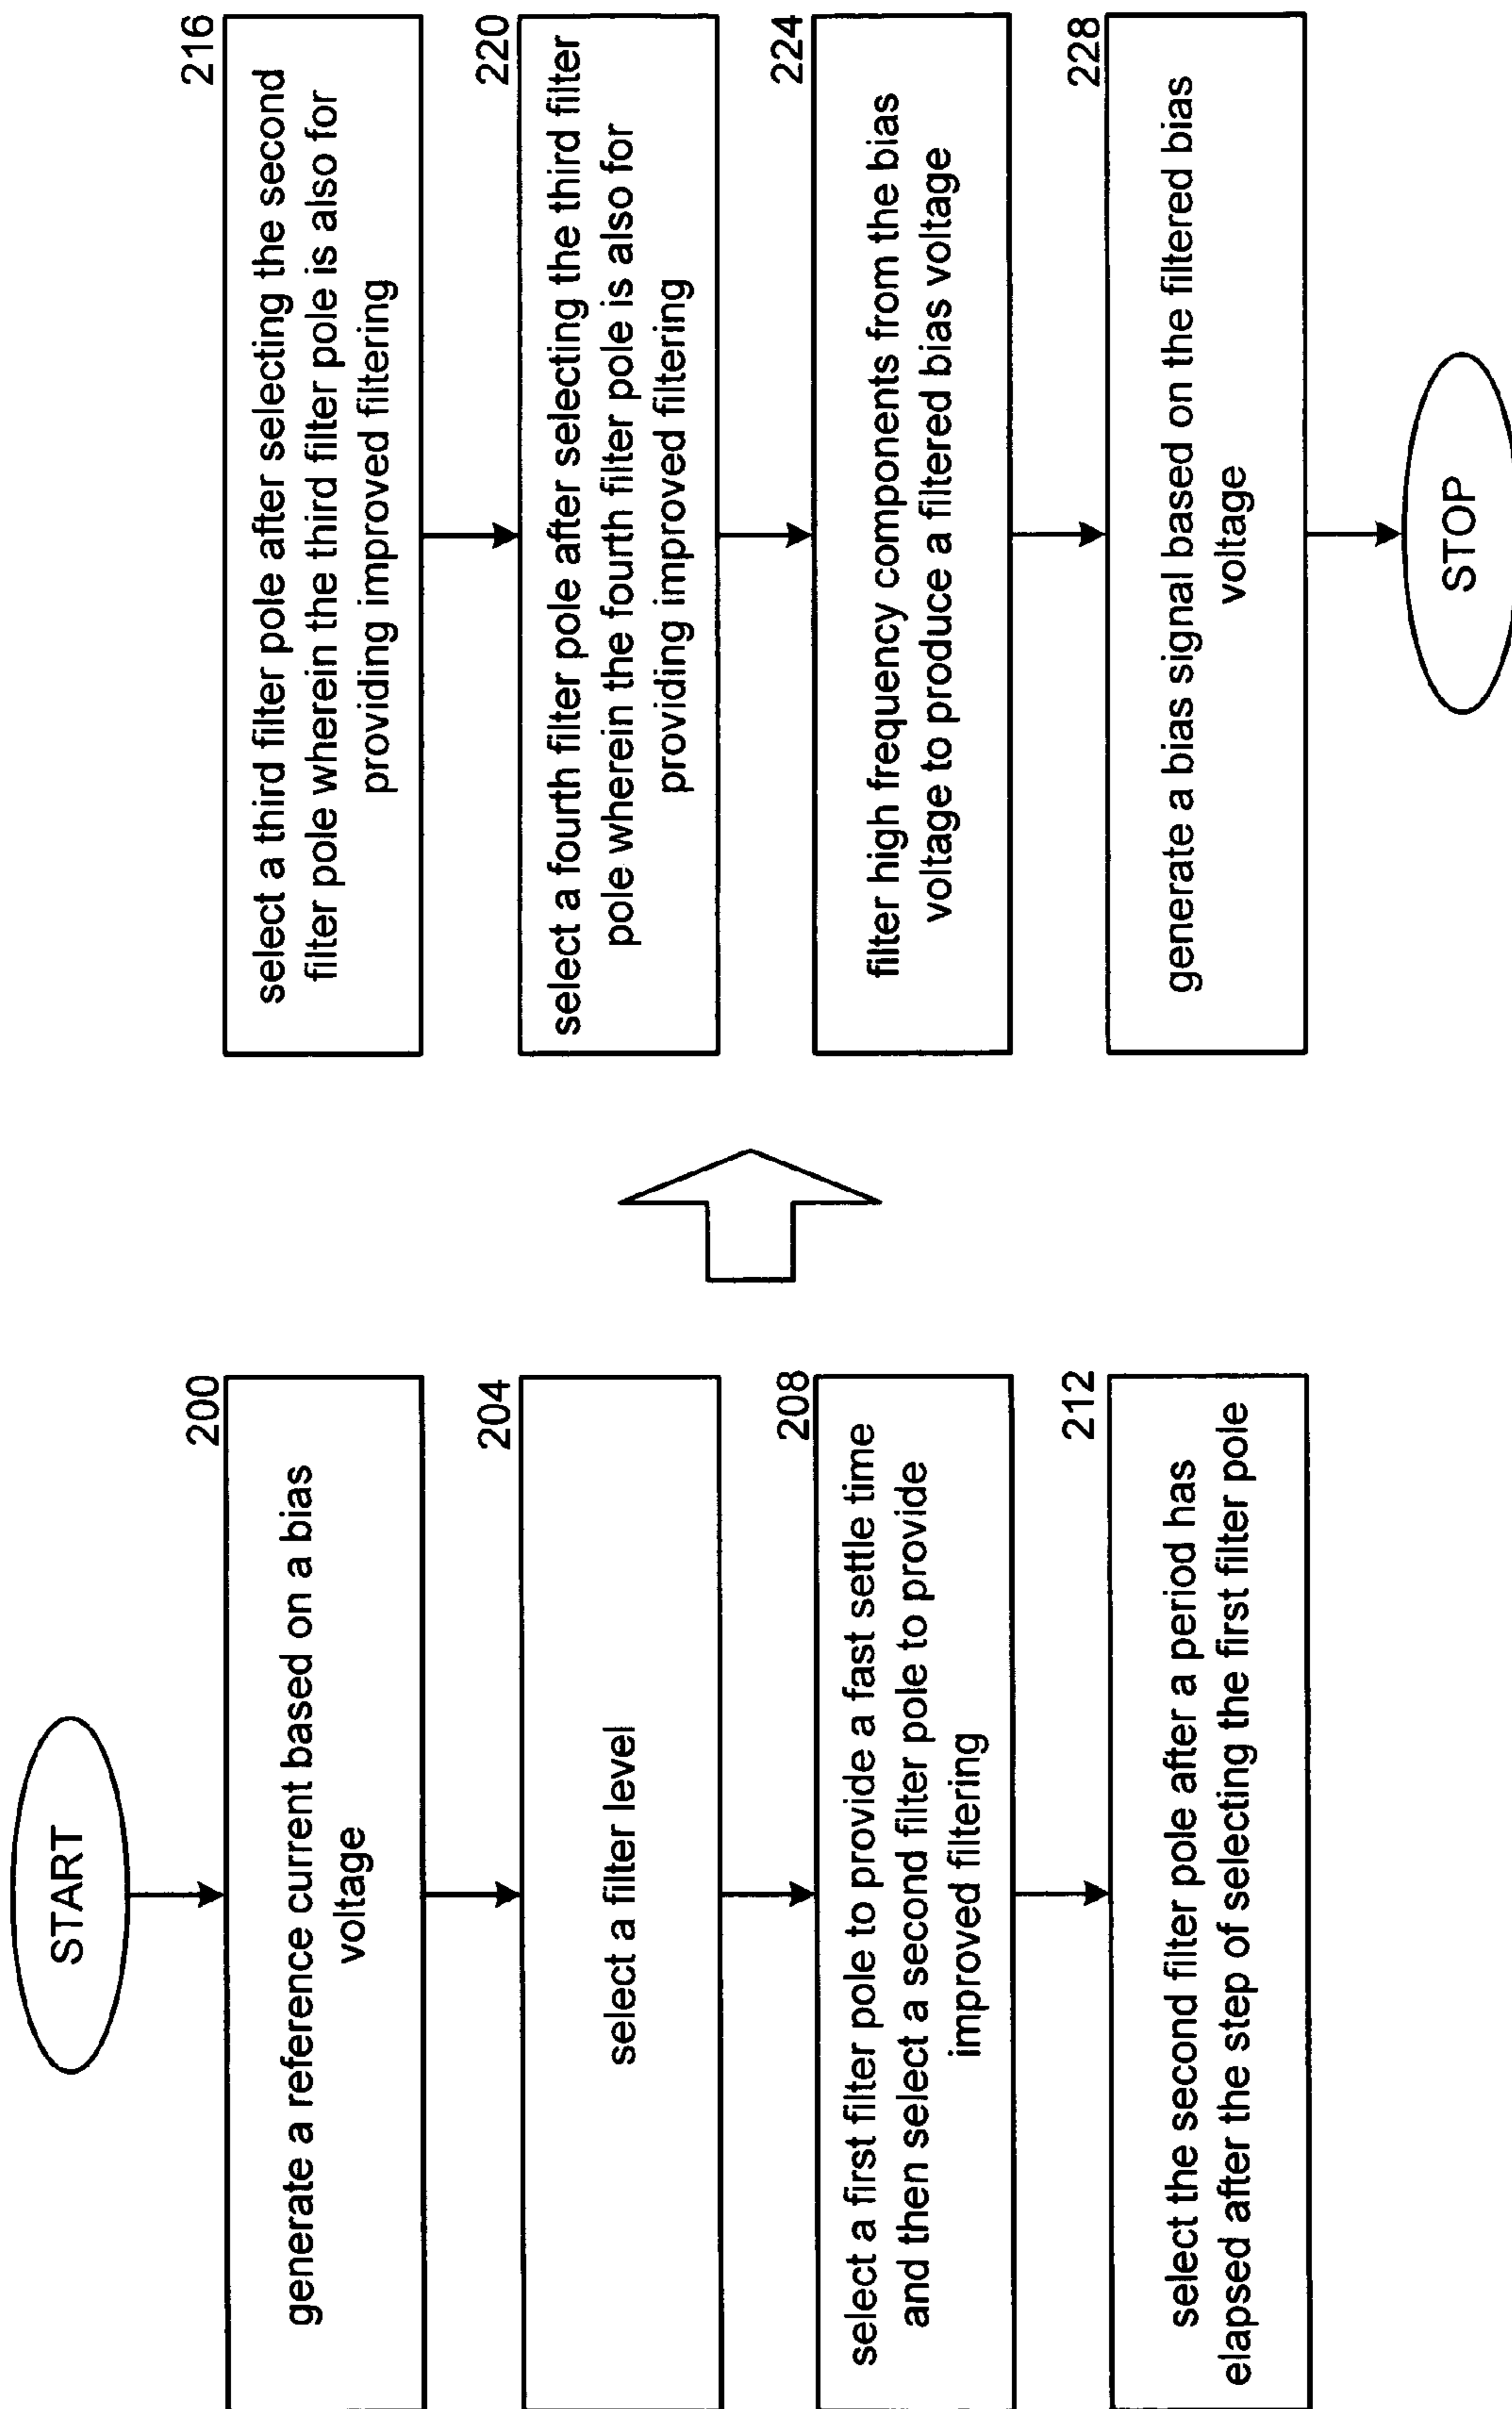 START
200
generate a reference current based on a bias
voltage
204
select a filter level
208
select a first filter pole to provide a fast settle time
and then select a second filter pole to provide
improved filtering
212
select the second filter pole after a period has
elapsed after the step of selecting the first filter pole
216
select a third filter pole after selecting the second
filter pole wherein the third filter pole is also for
providing improved filtering
220
select a fourth filter pole after selecting the third filter
pole wherein the fourth filter pole is also for
providing improved filtering
224
filter high frequency components from the bias
voltage to produce a filtered bias voltage
228
generate a bias signal based on the filtered bias
voltage
STOP